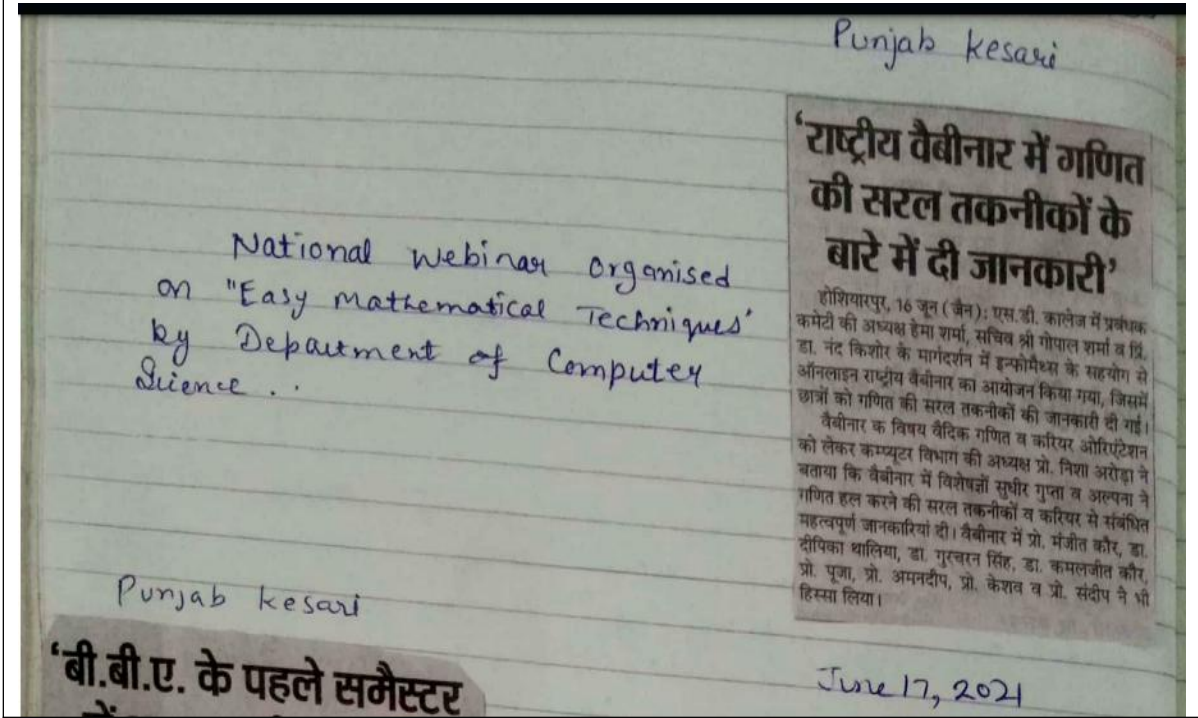 Punjab Kesari
‘राष्ट्रीय वैबीनार में गणित
की सरल तकनीकों के
बारे में दी जानकारी’
होशियारपुर, 16 जून (जैन): एस.डी. कालेज में प्रबंधक
कमेटी की अध्यक्ष हेमा शर्मा, सचिव श्री गोपाल शर्मा व प्रिं.
डा. नंद किशोर के मार्गदर्शन में इन्फोमैथ्स के सहयोग से
ऑनलाइन राष्ट्रीय वैबीनार का आयोजन किया गया, जिसमें
छात्रों को गणित की सरल तकनीकों की जानकारी दी गई।
वैबीनार क विषय वैदिक गणित व करियर ओरिएंटेशन
को लेकर कम्प्यूटर विभाग की अध्यक्ष प्रो. निशा अरोड़ा ने
बताया कि वैबीनार में विशेषज्ञों सुधीर गुप्ता व अल्पना ने
गणित हल करने की सरल तकनीकों व करियर से संबंधित
महत्वपूर्ण जानकारियां दी। वैबीनार में प्रो. मंजीत कौर, डा.
दीपिका थालिया, डा. गुरचरन सिंह, डा. कमलजीत कौर,
प्रो. पूजा, प्रो. अमनदीप, प्रो. केशव व प्रो. संदीप ने भी
हिस्सा लिया।
June 17, 2021
National Webinar Organised
on "Easy Mathematical Techniques'
by Department of Computer
Science .
Punjab Kesari
‘बी.बी.ए. के पहले समैस्टर